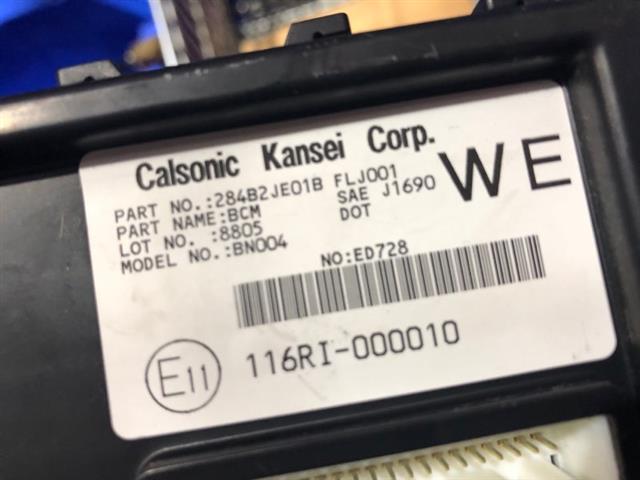 Calsonic Kansei Corp.
PART NO.:284B2JE01B FLJ001
PART NAME:BCM SAE J1690
LOT NO. :8805 DOT
MODEL NO.:BN004
WE
NO:ED728
E11 116RI-000010